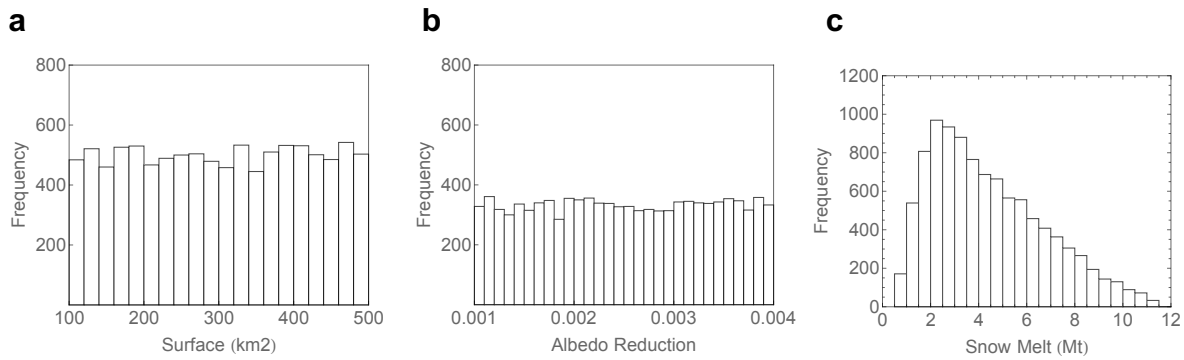 a
800
600
400
200
Frequency
100 200 300 400 500
Surface (km2)
b
800
600
400
200
Frequency
0.001 0.002 0.003 0.004
Albedo Reduction
c
1200
1000
800
600
400
200
0
Frequency
0 2 4 6 8 10 12
Snow Melt (Mt)